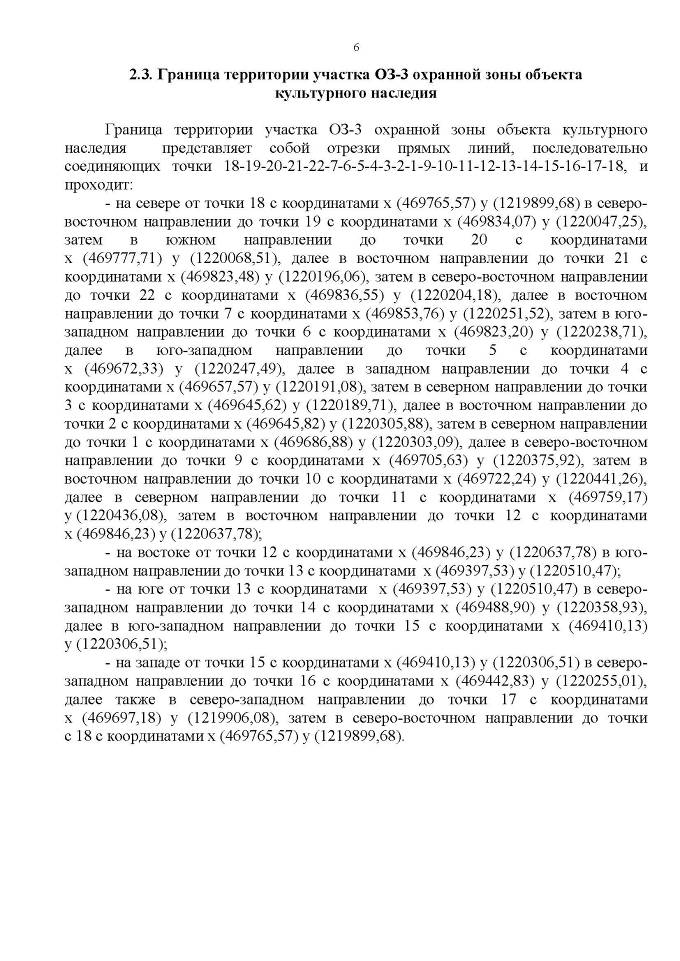 6
2.3. Граница территории участка ОЗ-3 охранной зоны объекта
культурного наследия
Граница территории участка ОЗ-3 охранной зоны объекта культурного
наследия представляет собой отрезки прямых линий, последовательно
соединяющих точки 18-19-20-21-22-7-6-5-4-3-2-1-9-10-11-12-13-14-15-16-17-18, и
проходит:
- на севере от точки 18 с координатами x (469765,57) y (1219899,68) в северо-
восточном направлении до точки 19 с координатами x (469834,07) y (1220047,25),
затем в южном направлении до точки 20 с координатами
x (469777,71) y (1220068,51), далее в восточном направлении до точки 21 с
координатами x (469823,48) y (1220196,06), затем в северо-восточном направлении
до точки 22 с координатами x (469836,55) y (1220204,18), далее в восточном
направлении до точки 7 с координатами x (469853,76) y (1220251,52), затем в юго-
западном направлении до точки 6 с координатами x (469823,20) y (1220238,71),
далее в юго-западном направлении до точки 5 с координатами
x (469672,33) y (1220247,49), далее в западном направлении до точки 4 с
координатами x (469657,57) y (1220191,08), затем в северном направлении до точки
3 с координатами x (469645,62) y (1220189,71), далее в восточном направлении до
точки 2 с координатами x (469645,82) y (1220305,88), затем в северном направлении
до точки 1 с координатами x (469686,88) y (1220303,09), далее в северо-восточном
направлении до точки 9 с координатами x (469705,63) y (1220375,92), затем в
восточном направлении до точки 10 с координатами x (469722,24) y (1220441,26),
далее в северном направлении до точки 11 с координатами x (469759,17)
y (1220436,08), затем в восточном направлении до точки 12 с координатами
x (469846,23) y (1220637,78);
- на востоке от точки 12 с координатами x (469846,23) y (1220637,78) в юго-
западном направлении до точки 13 с координатами x (469397,53) y (1220510,47);
- на юге от точки 13 с координатами x (469397,53) y (1220510,47) в северо-
западном направлении до точки 14 с координатами x (469488,90) y (1220358,93),
далее в юго-западном направлении до точки 15 с координатами x (469410,13)
y (1220306,51);
- на западе от точки 15 с координатами x (469410,13) y (1220306,51) в северо-
западном направлении до точки 16 с координатами x (469442,83) y (1220255,01),
далее также в северо-западном направлении до точки 17 с координатами
x (469697,18) y (1219906,08), затем в северо-восточном направлении до точки
с 18 с координатами x (469765,57) y (1219899,68).